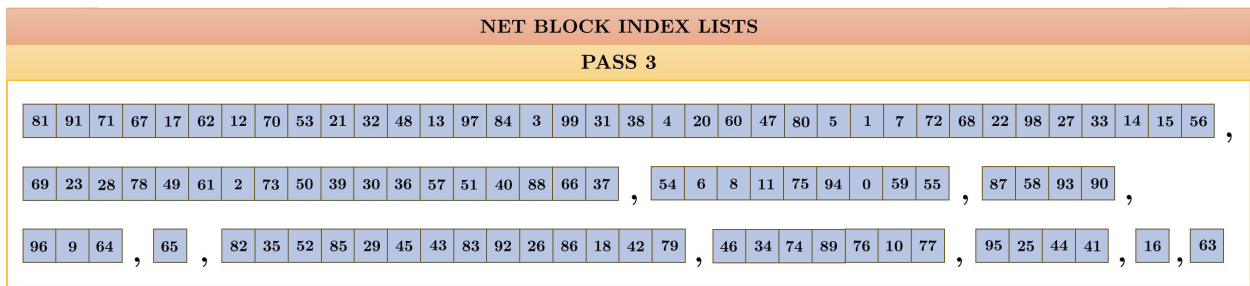 NET BLOCK INDEX LISTS
PASS 3
81 91 71 67 17 62 12 70 53 21 32 48 13 97 84 3 99 31 38 4 20 60 47 80 5 1 7 72 68 22 98 27 33 14 15 56 ,
69 23 28 78 49 61 2 73 50 39 30 36 57 51 40 88 66 37 , 54 6 8 11 75 94 0 59 55 , 87 58 93 90 ,
96 9 64 , 65 , 82 35 52 85 29 45 43 83 92 26 86 18 42 79 , 46 34 74 89 76 10 77 , 95 25 44 41 , 16 , 63